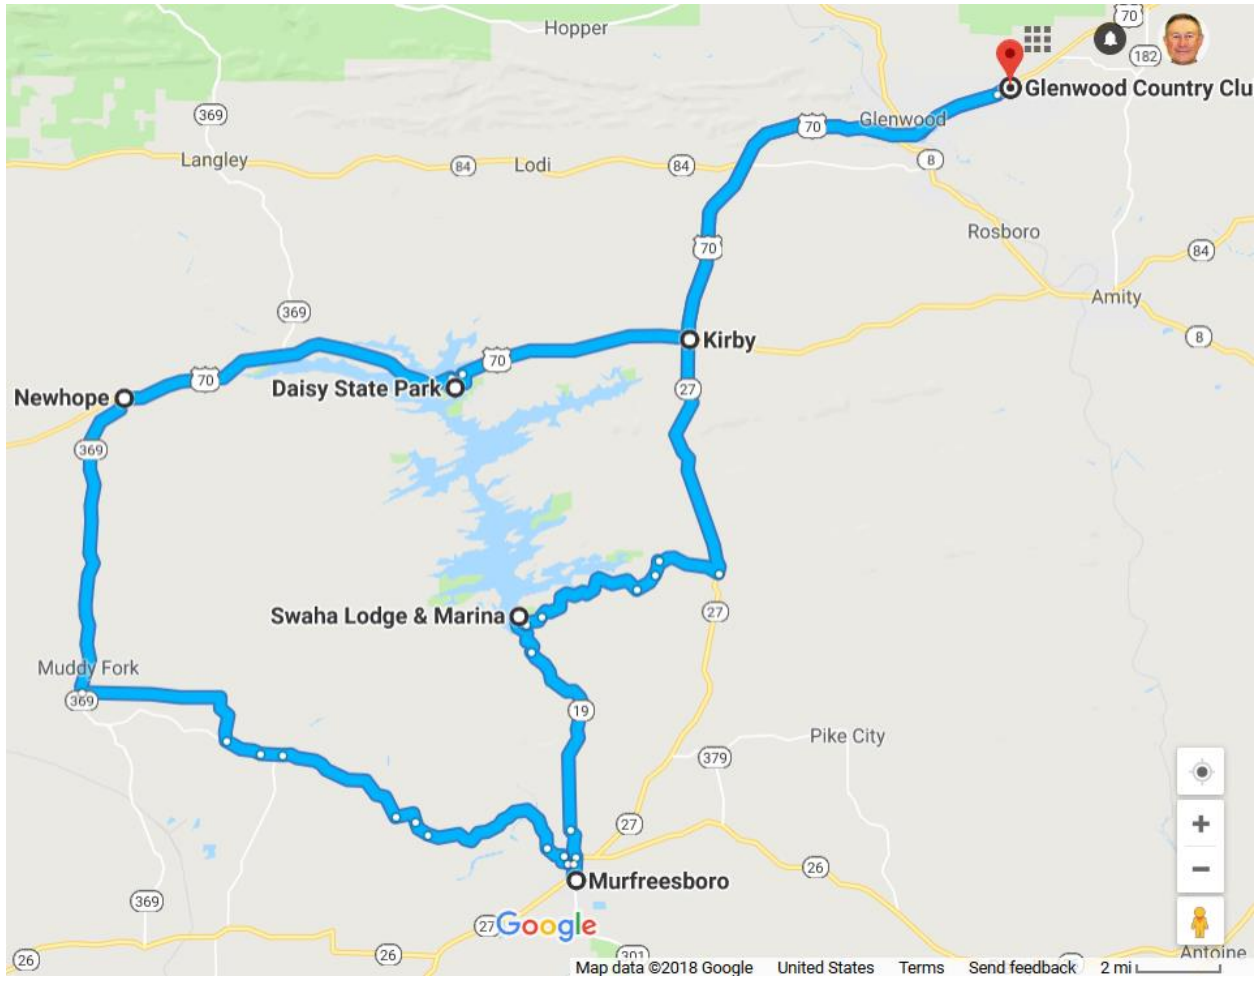 Hopper
70
182
Glenwood Country Clu
369
Glenwood
70
Langley
84
Lodi
84
8
Rosboro
70
84
Amity
369
Kirby
8
70
70
Daisy State Park
27
Newhope
369
27
Swaha Lodge & Marina
Muddy Fork
369
19
Pike City
379
27
26
Murfreesboro
369
27
Google
26
26
301
Antoine
Map data ©2018 Google United States Terms Send feedback 2 mi